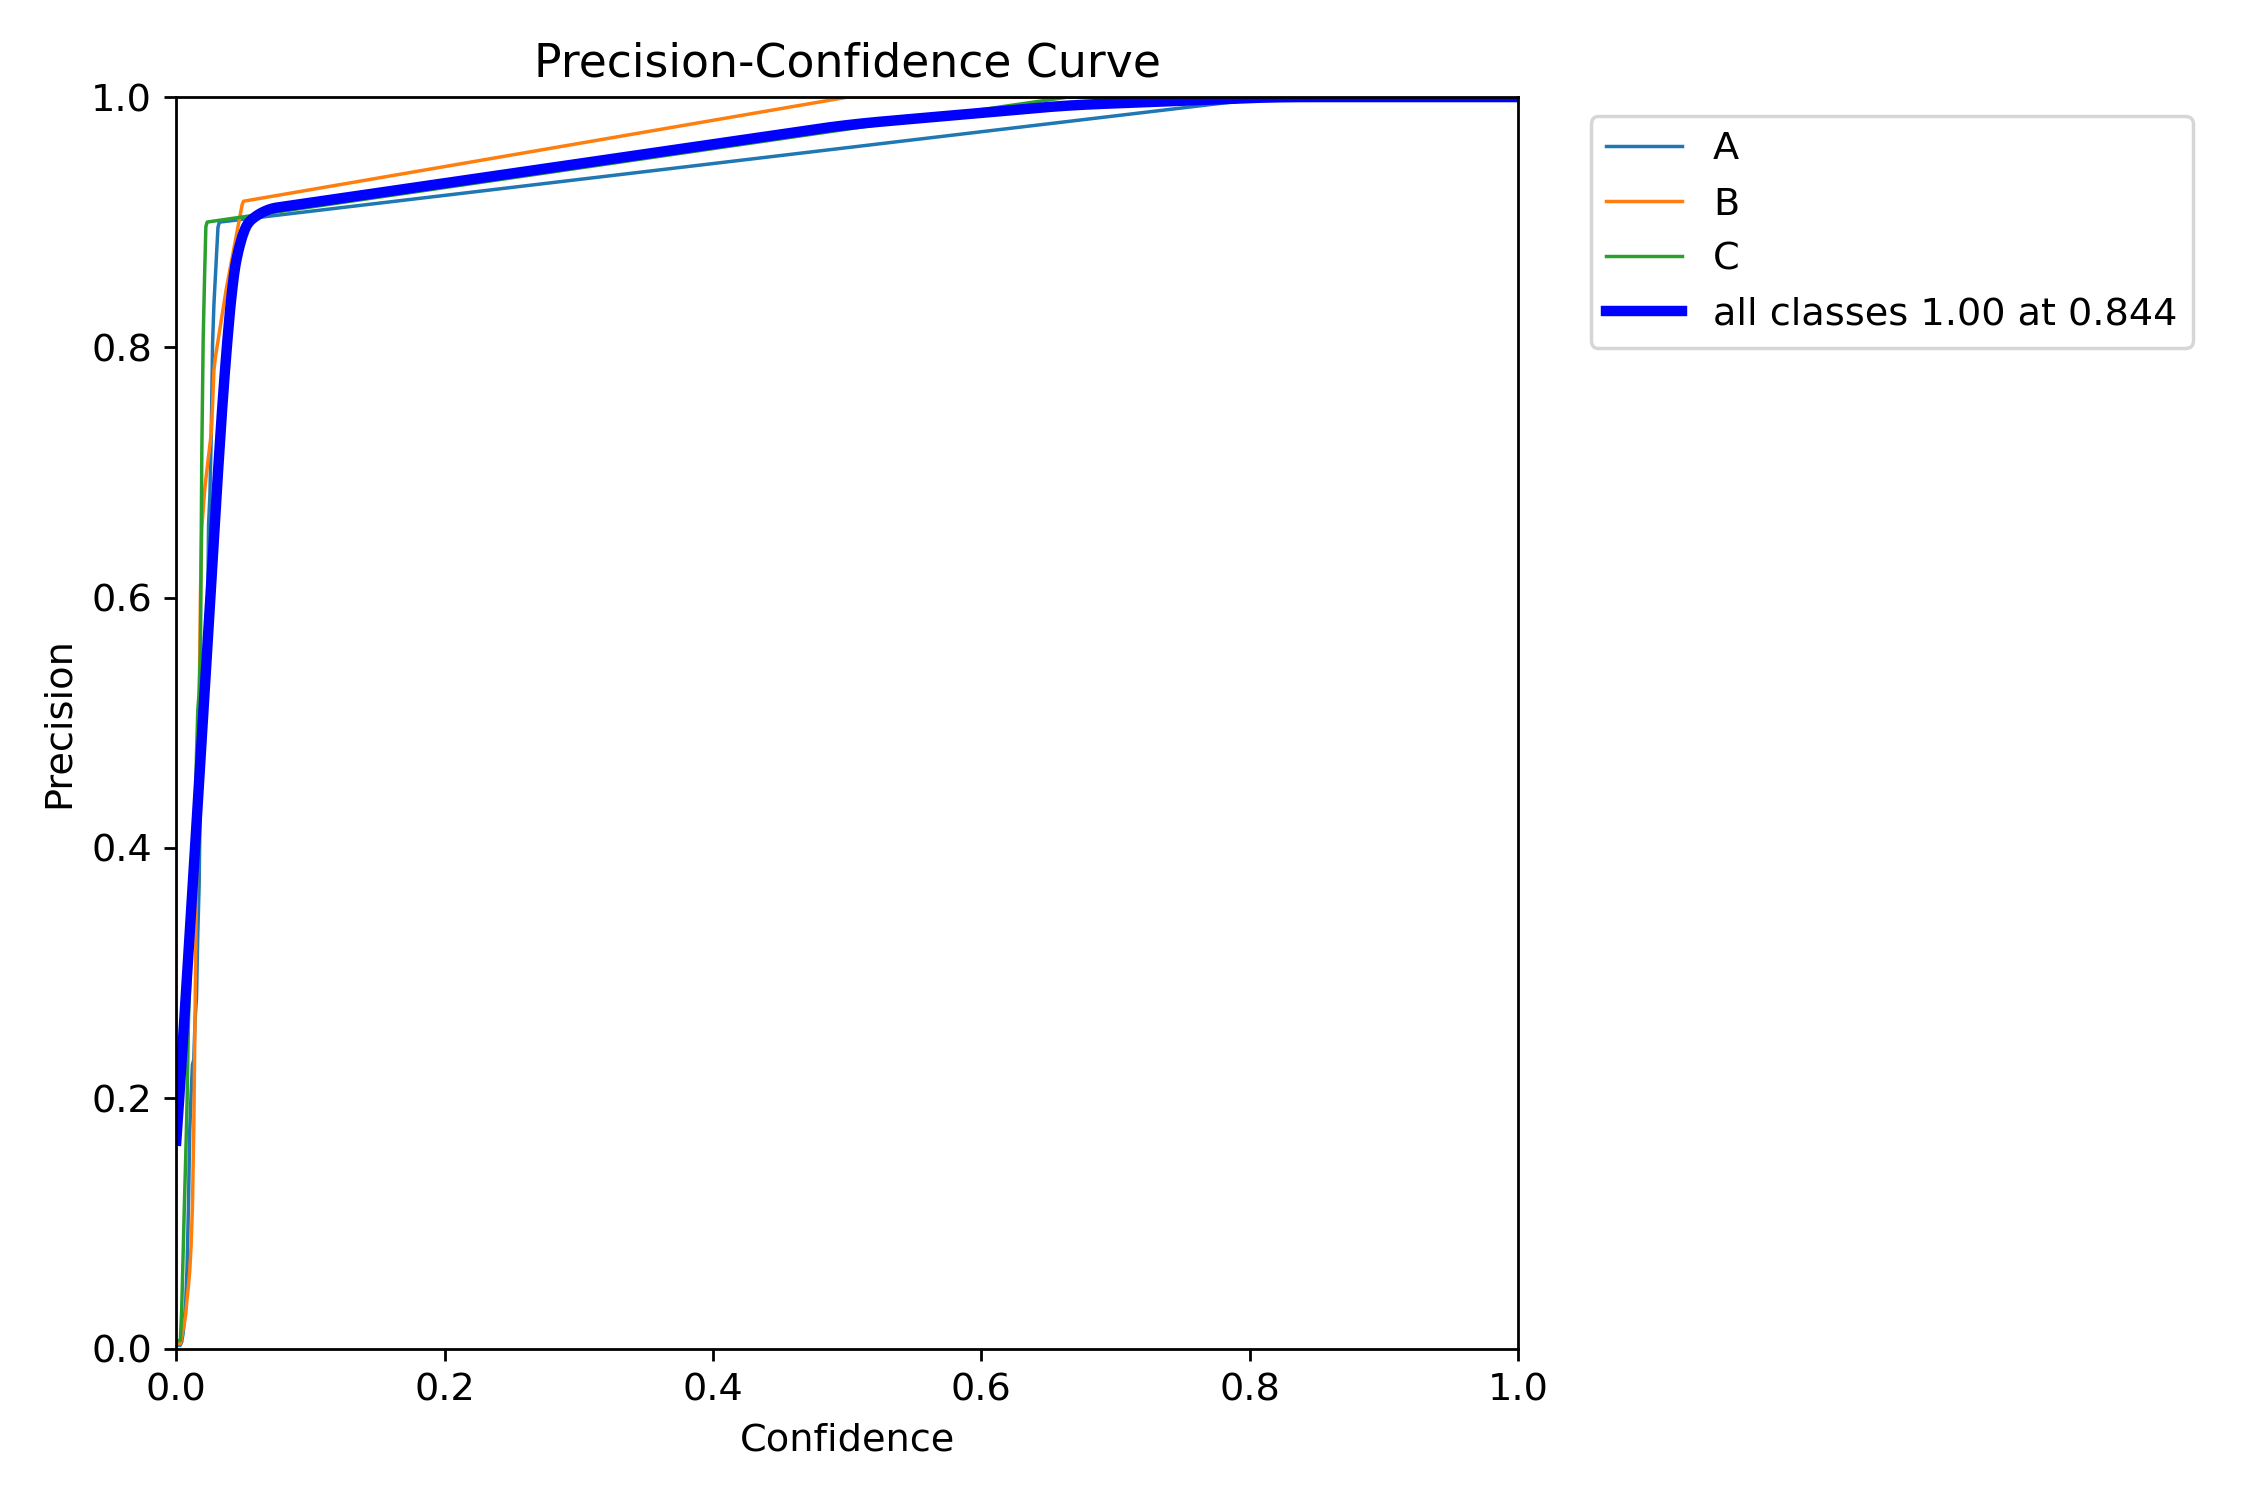 Precision-Confidence Curve
1.0
0.8
0.6
0.4
0.2
0.0
Precision
0.0 0.2 0.4 0.6 0.8 1.0
Confidence
A
B
C
all classes 1.00 at 0.844